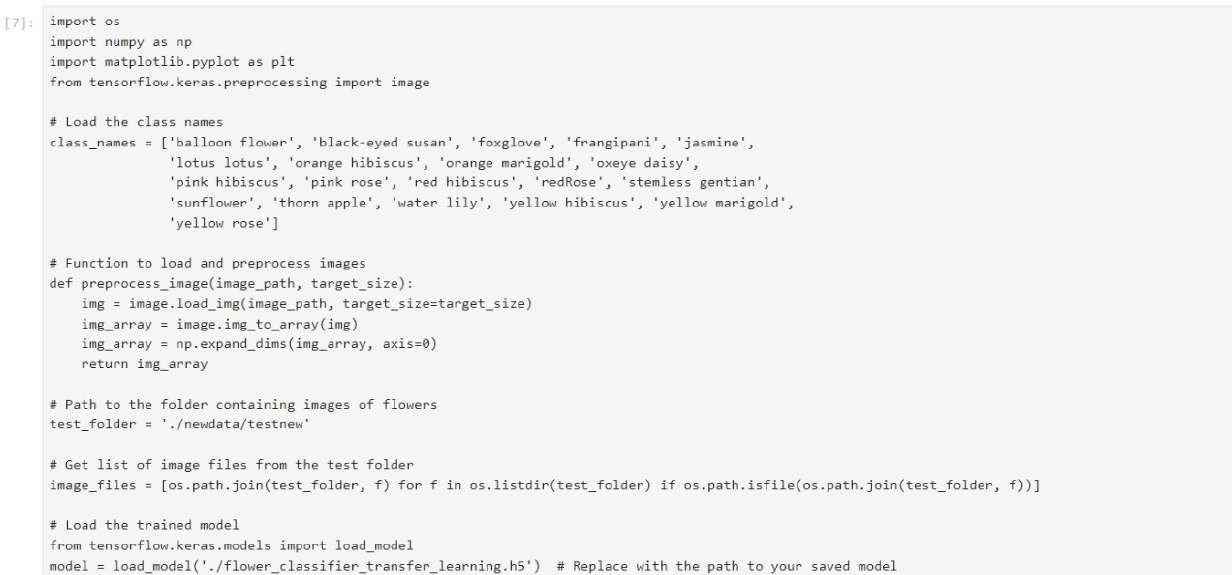 [7]: import os
import numpy as np
import matplotlib.pyplot as plt
from tensorflow.keras.preprocessing import image

# Load the class names
class_names = ['balloon flower', 'black-eyed susan', 'foxglove', 'frangipani', 'jasmine',
               'lotus lotus', 'orange hibiscus', 'orange marigold', 'oxeye daisy',
               'pink hibiscus', 'pink rose', 'red hibiscus', 'redRose', 'stemless gentian',
               'sunflower', 'thorn apple', 'water lily', 'yellow hibiscus', 'yellow marigold',
               'yellow rose']

# Function to load and preprocess images
def preprocess_image(image_path, target_size):
    img = image.load_img(image_path, target_size=target_size)
    img_array = image.img_to_array(img)
    img_array = np.expand_dims(img_array, axis=0)
    return img_array

# Path to the folder containing images of flowers
test_folder = './newdata/testnew'

# Get list of image files from the test folder
image_files = [os.path.join(test_folder, f) for f in os.listdir(test_folder) if os.path.isfile(os.path.join(test_folder, f))]

# Load the trained model
from tensorflow.keras.models import load_model
model = load_model('./flower_classifier_transfer_learning.h5')  # Replace with the path to your saved model